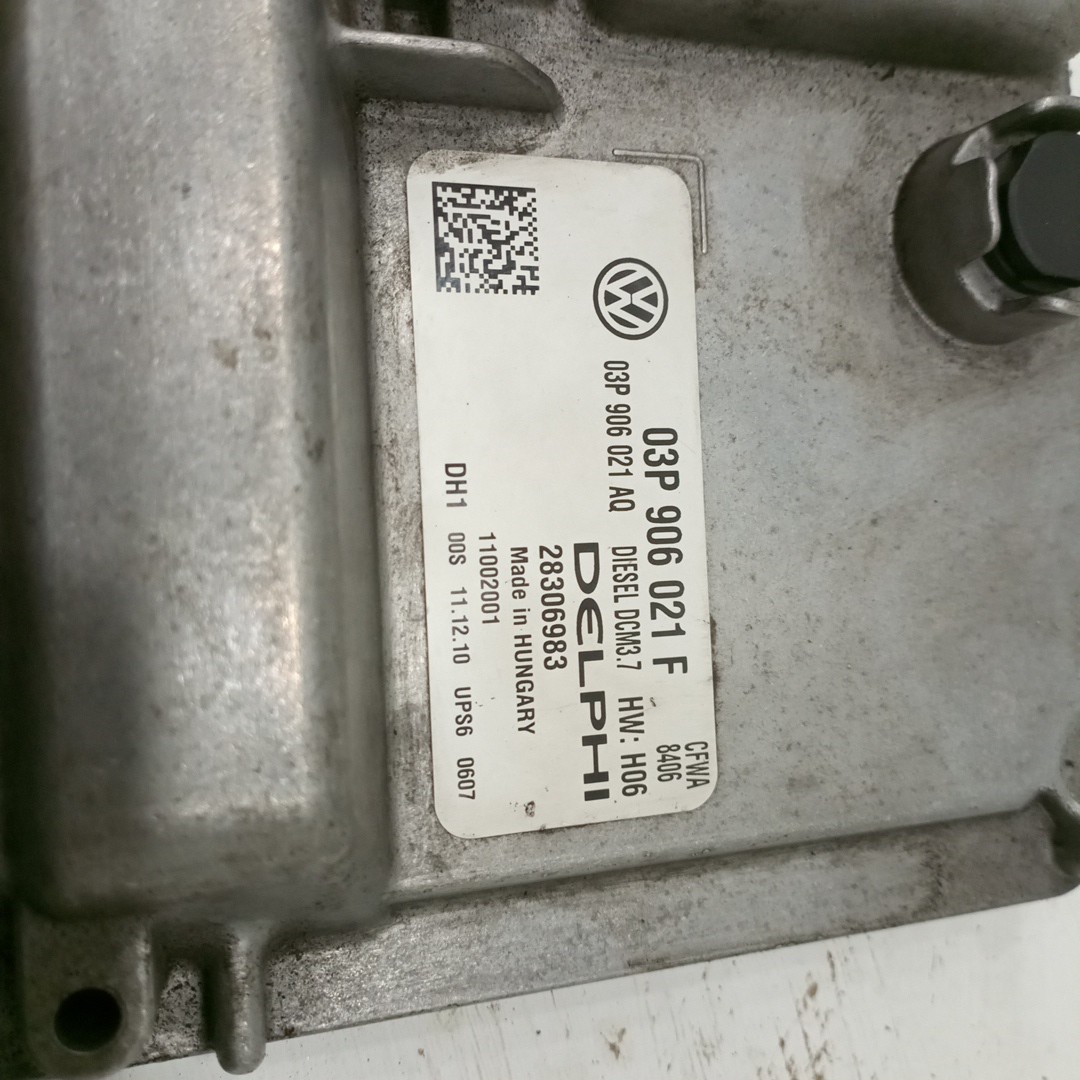 CFWA
8406
03P 906 021 F
03P 906 021 AQ DIESEL DCM3.7 HW: H06
DELPHI
28306983
Made in HUNGARY
11002001
DH1 00S 11.12.10 UPS6 0607